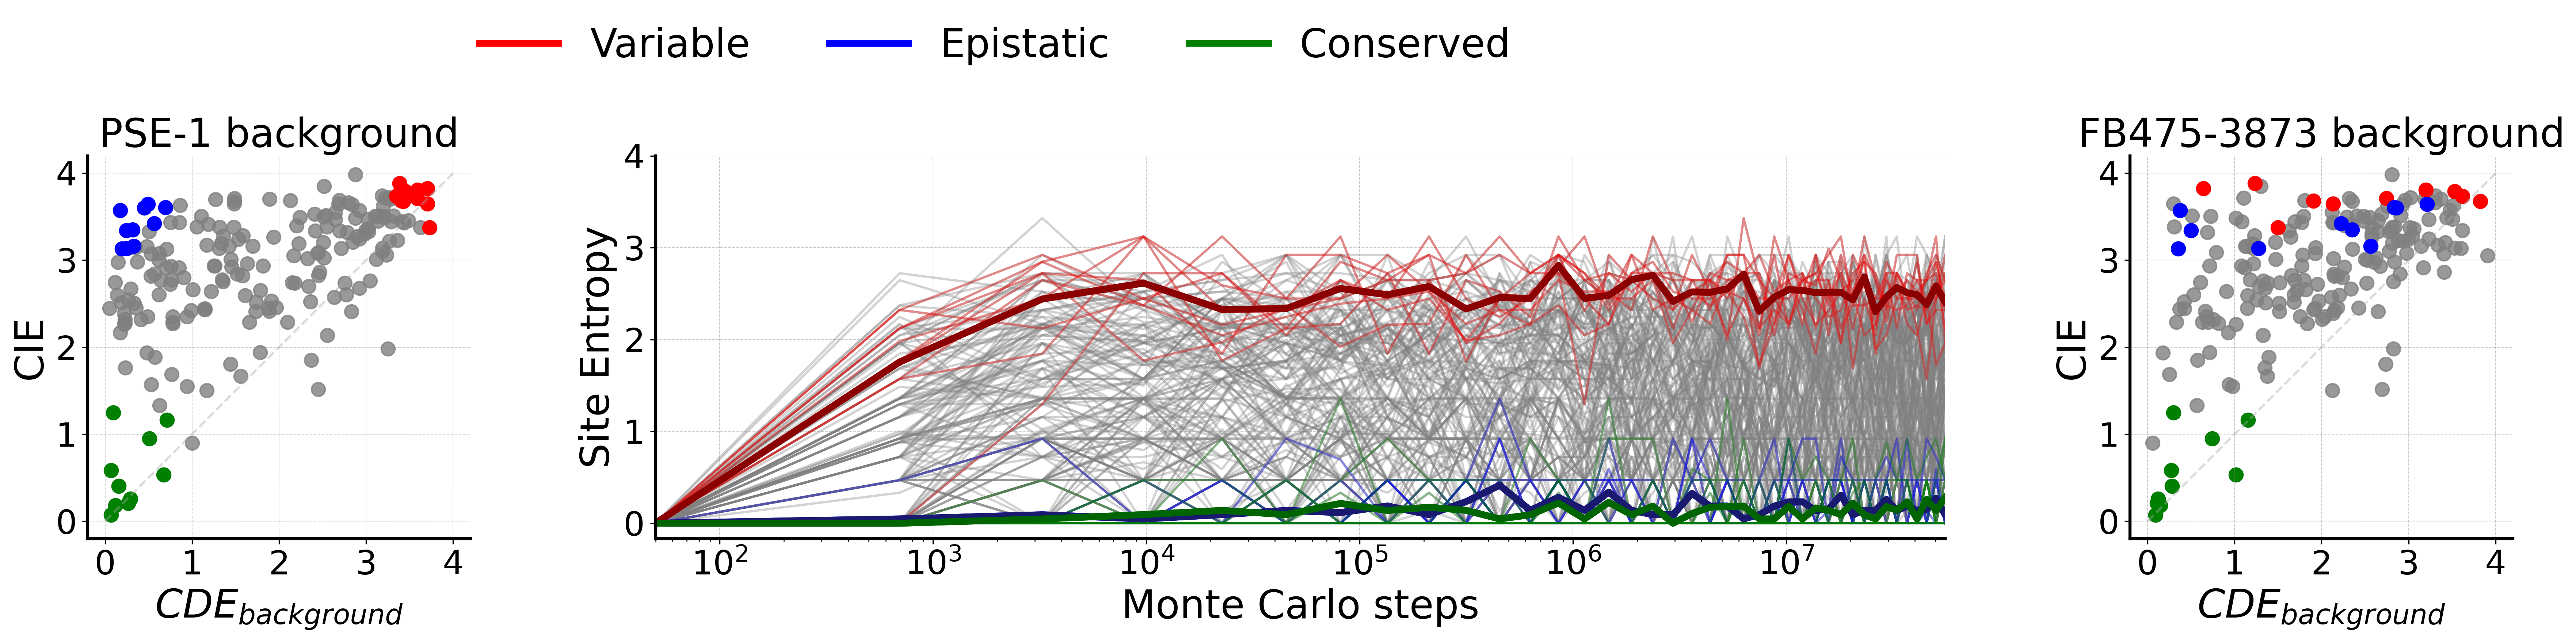 Variable Epistatic Conserved
PSE-1 background
CIE
4
3
2
1
0
0 1 2 3 4
CDE_background
Site Entropy
4
3
2
1
0
10² 10³ 10⁴ 10⁵ 10⁶ 10⁷
Monte Carlo steps
FB475-3873 background
CIE
4
3
2
1
0
0 1 2 3 4
CDE_background